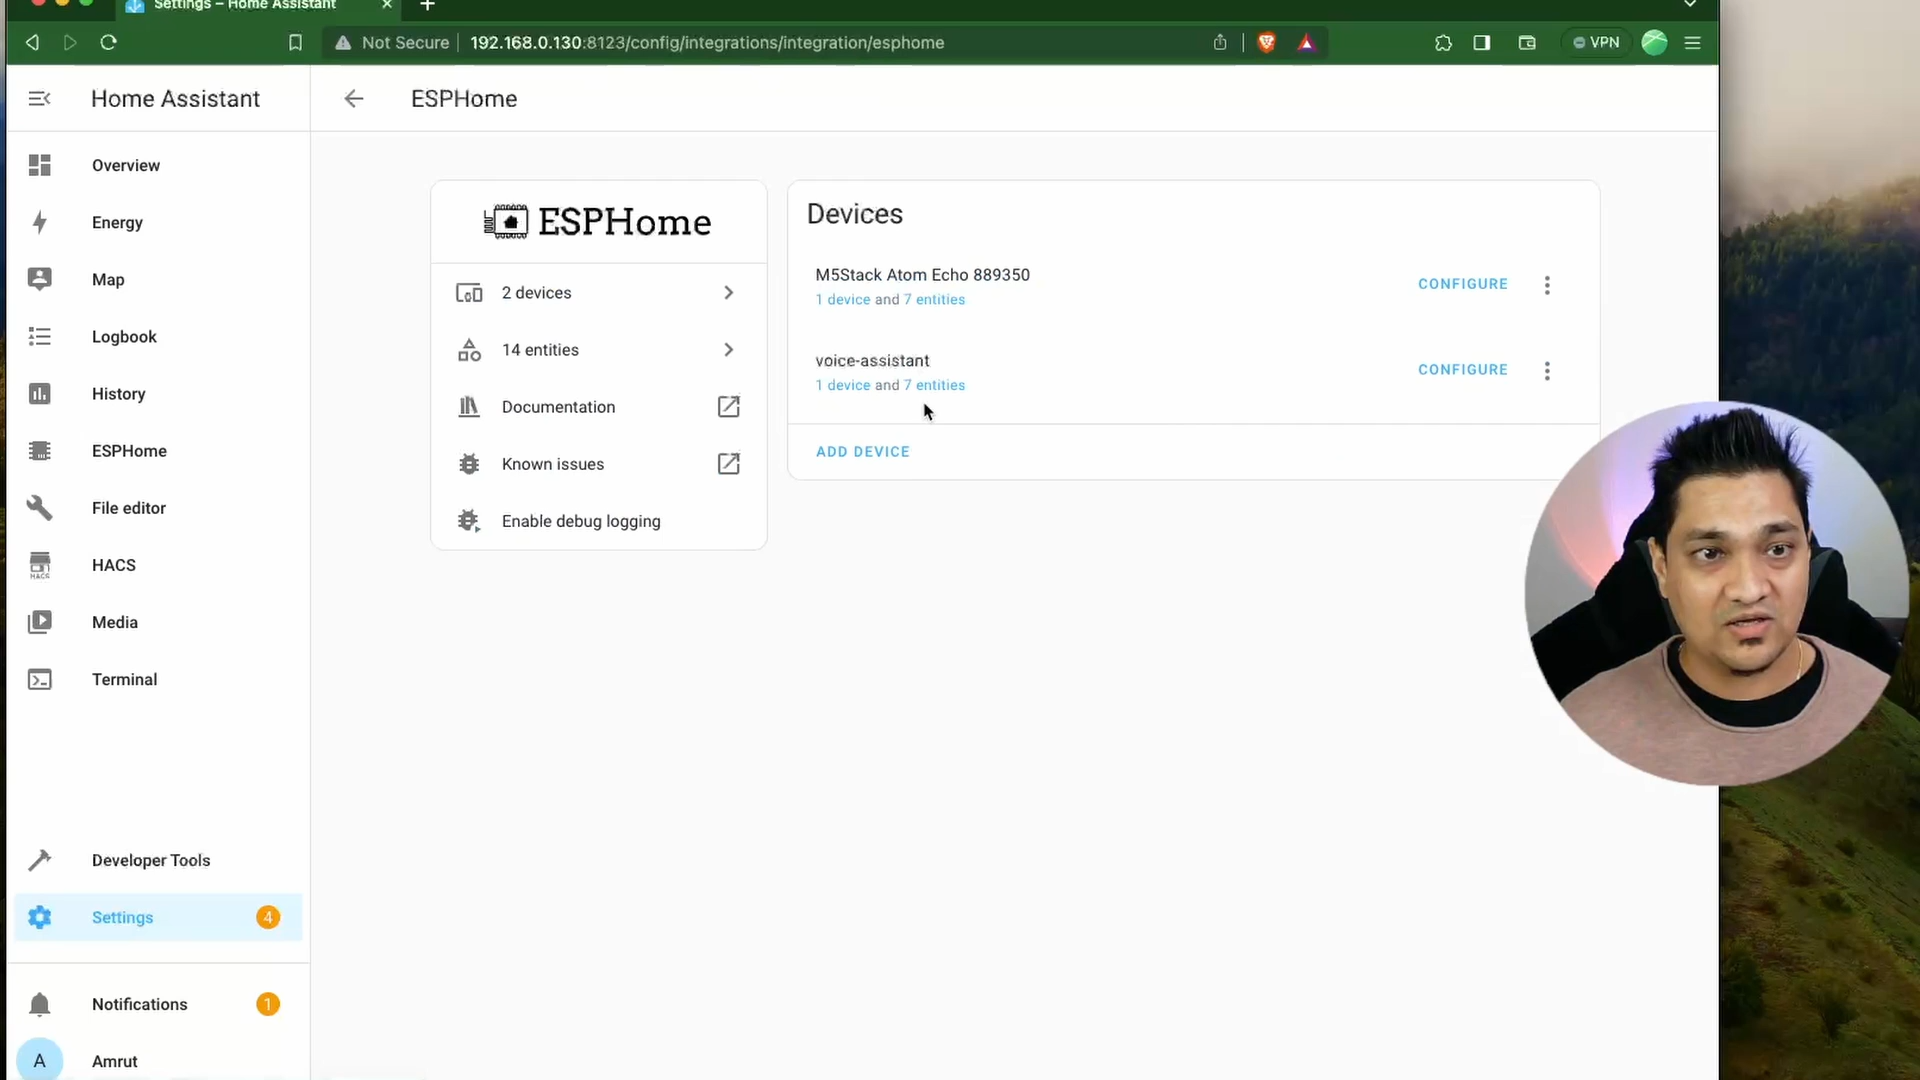 Settings – Home Assistant
Not Secure 192.168.0.130:8123/config/integrations/integration/esphome
VPN
Home Assistant
ESPHome
Overview
Energy
Map
Logbook
History
ESPHome
File editor
HACS
HACS
Media
Terminal
Developer Tools
Settings 4
Notifications 1
A Amrut
ESPHome
2 devices
14 entities
Documentation
Known issues
Enable debug logging
Devices
M5Stack Atom Echo 889350
1 device and 7 entities
CONFIGURE
voice-assistant
1 device and 7 entities
CONFIGURE
ADD DEVICE